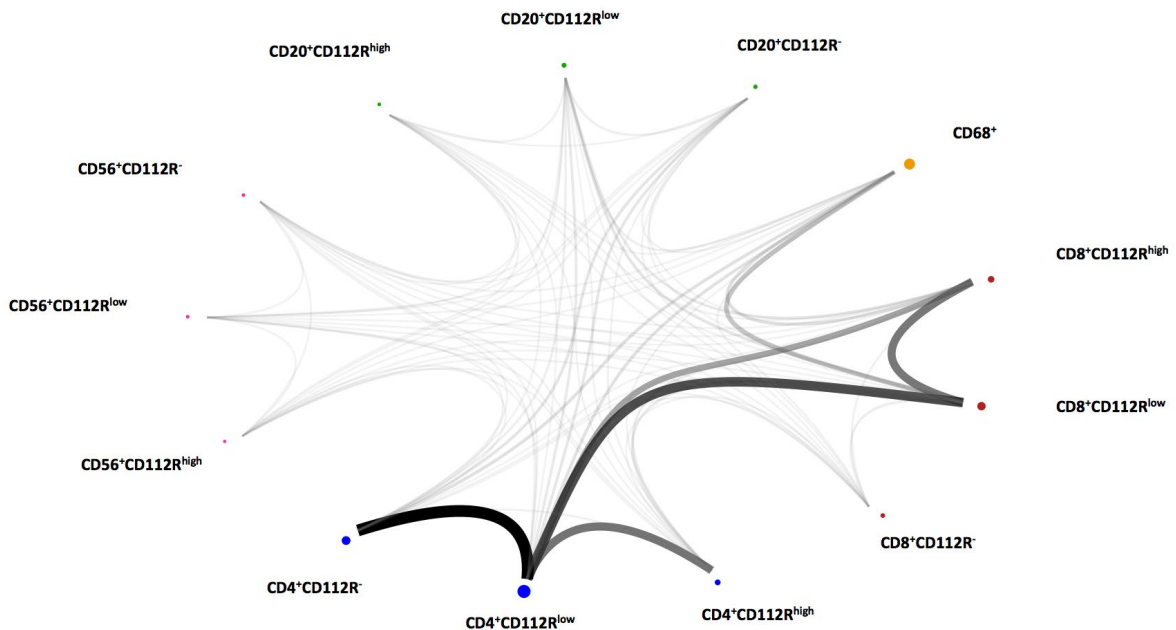 CD20⁺CD112Rˡᵒʷ
CD20⁺CD112R⁻
CD20⁺CD112Rʰⁱᵍʰ
CD68⁺
CD56⁺CD112R⁻
CD8⁺CD112Rʰⁱᵍʰ
CD56⁺CD112Rˡᵒʷ
CD8⁺CD112Rˡᵒʷ
CD56⁺CD112Rʰⁱᵍʰ
CD8⁺CD112R⁻
CD4⁺CD112R⁻
CD4⁺CD112Rʰⁱᵍʰ
CD4⁺CD112Rˡᵒʷ